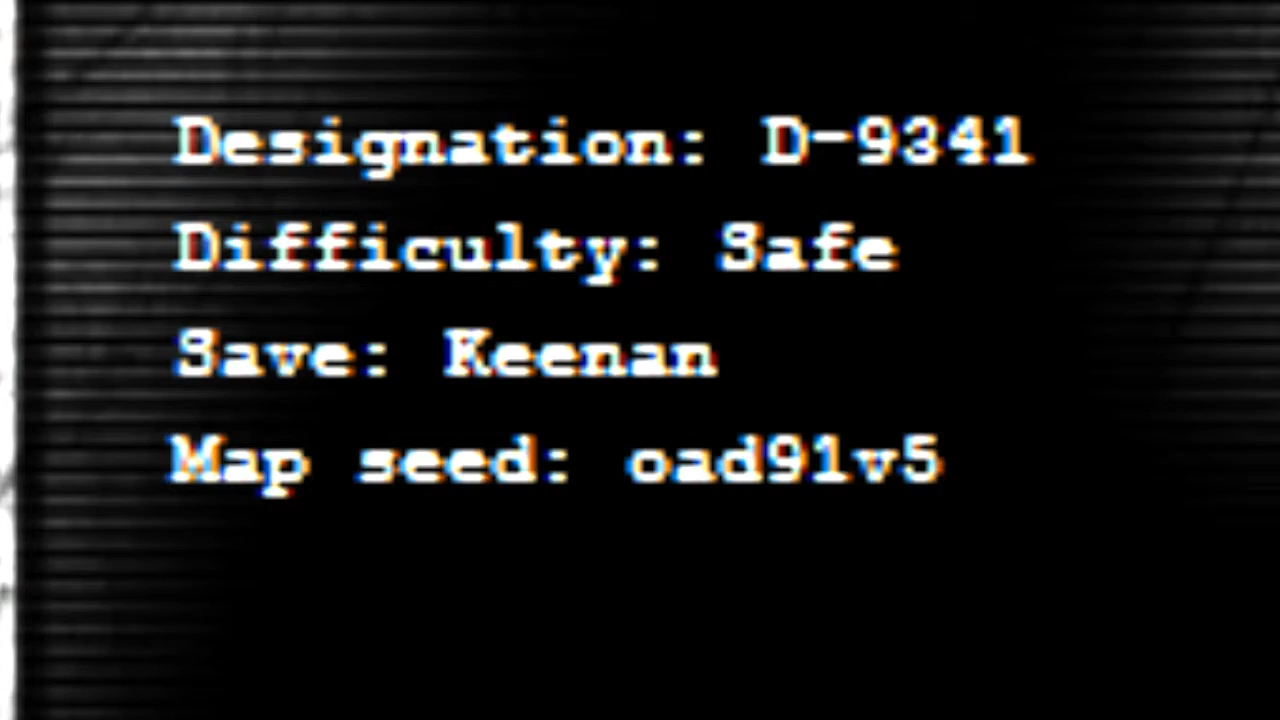 Designation: D-9341
Difficulty: Safe
Save: Keenan
Map seed: oad91v5